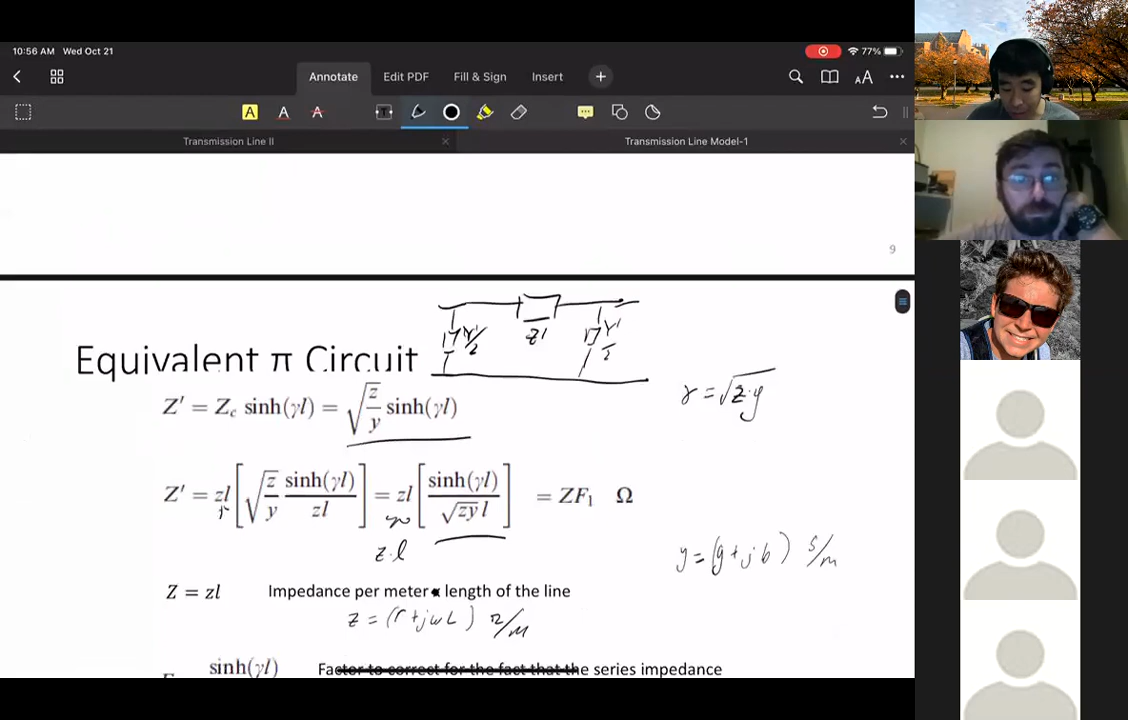 10:56 AM Wed Oct 21
77%
Annotate Edit PDF Fill & Sign Insert
Transmission Line II
Transmission Line Model-1
9
Equivalent π Circuit
Y'/2 Z' Y'/2
Z' = Z_c sinh(γl) = √(z/y) sinh(γl)
γ = √z·y
Z' = zl [√(z/y) sinh(γl)/zl] = zl [sinh(γl)/√zy l] = ZF₁ Ω
z·l
y = (g + jb) S/m
Z = zl Impedance per meter * length of the line
z = (r + jωL) Ω/m
sinh(γl) Factor to correct for the fact that the series impedance